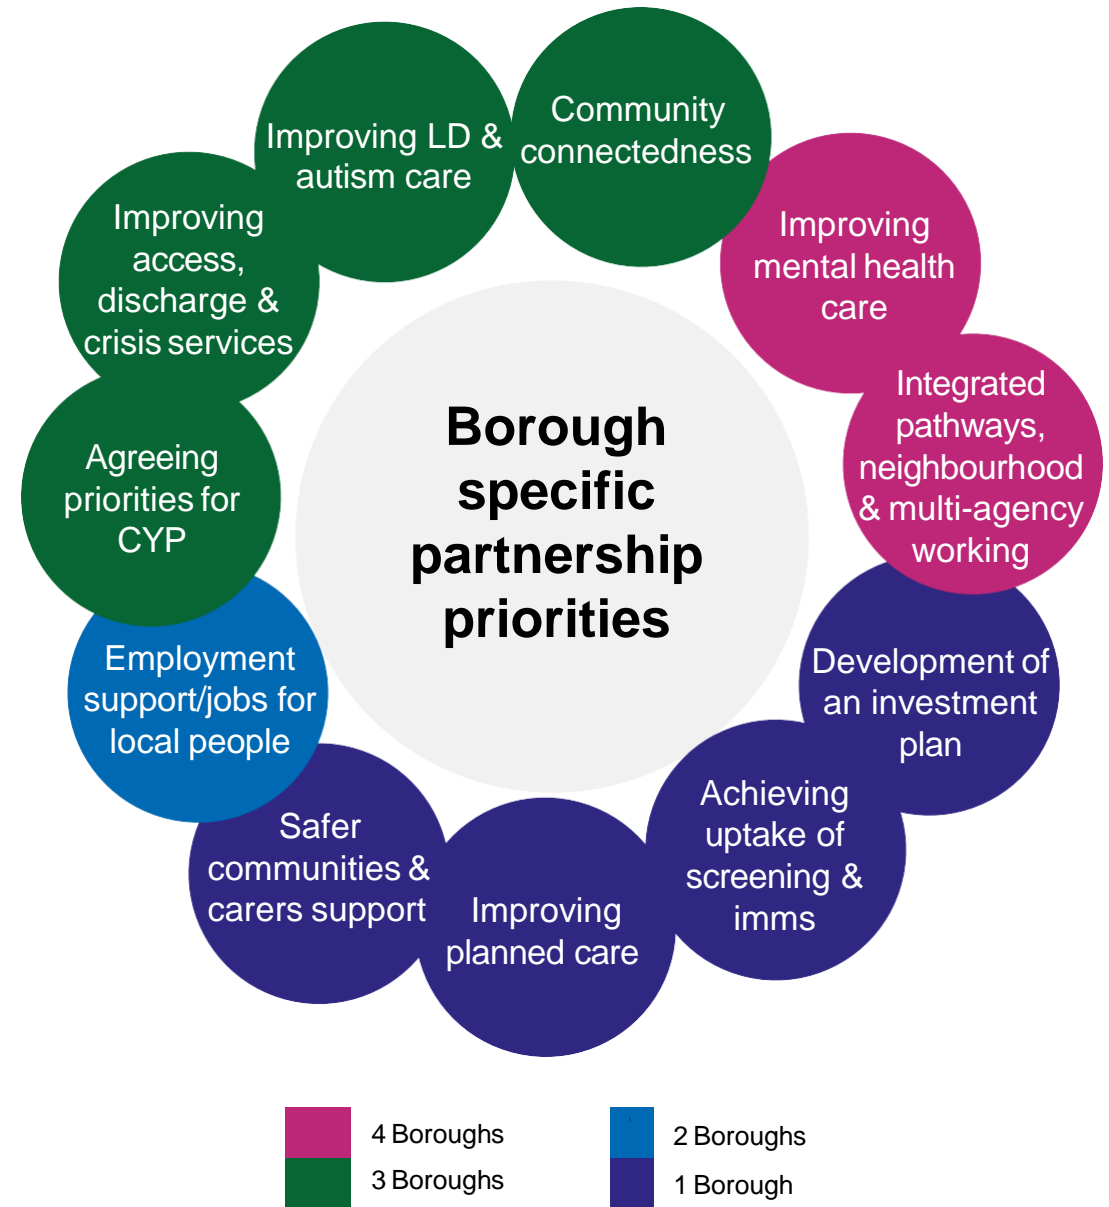 Borough
specific
partnership
priorities
Community
connectedness
Improving
mental health
care
Integrated
pathways,
neighbourhood
& multi-agency
working
Development of
an investment
plan
Achieving
uptake of
screening &
imms
Improving
planned care
Safer
communities &
carers support
Employment
support/jobs for
local people
Agreeing
priorities for
CYP
Improving
access,
discharge &
crisis services
Improving LD &
autism care
4 Boroughs
3 Boroughs
2 Boroughs
1 Borough